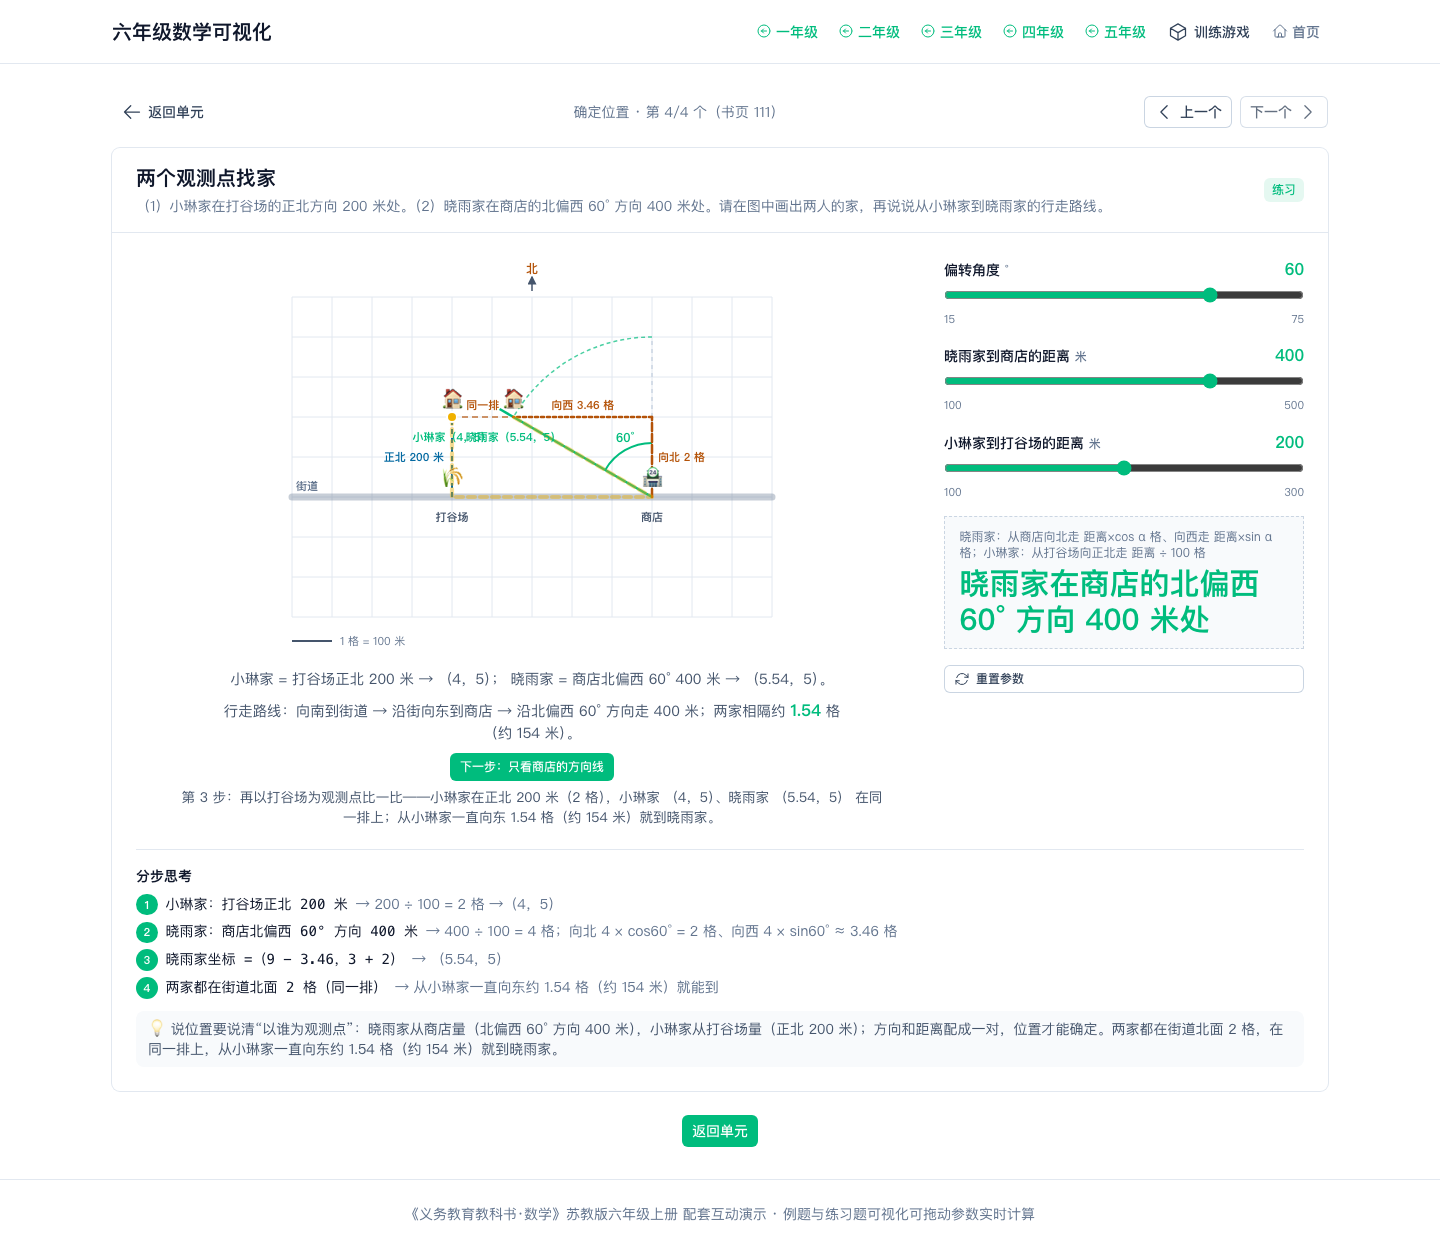 六年级数学可视化
一年级 二年级 三年级 四年级 五年级 训练游戏 首页
返回单元
确定位置 · 第 4/4 个（书页 111）
上一个 下一个
两个观测点找家
（1）小琳家在打谷场的正北方向 200 米处。（2）晓雨家在商店的北偏西 60° 方向 400 米处。请在图中画出两人的家，再说说从小琳家到晓雨家的行走路线。
练习
北
同一排
向西 3.46 格
小琳家（4，5）
晓雨家（5.54，5）
60°
正北 200 米
向北 2 格
街道
打谷场
商店
1 格 = 100 米
偏转角度 °
60
15
75
晓雨家到商店的距离 米
400
100
500
小琳家到打谷场的距离 米
200
100
300
晓雨家：从商店向北走 距离×cos α 格、向西走 距离×sin α
格；小琳家：从打谷场向正北走 距离 ÷ 100 格
晓雨家在商店的北偏西
60° 方向 400 米处
重置参数
小琳家 = 打谷场正北 200 米 → （4，5）； 晓雨家 = 商店北偏西 60° 400 米 → （5.54，5）。
行走路线：向南到街道 → 沿街向东到商店 → 沿北偏西 60° 方向走 400 米；两家相隔约 1.54 格
（约 154 米）。
下一步：只看商店的方向线
第 3 步：再以打谷场为观测点比一比——小琳家在正北 200 米（2 格），小琳家 （4，5）、晓雨家 （5.54，5） 在同
一排上；从小琳家一直向东 1.54 格（约 154 米）就到晓雨家。
分步思考
1 小琳家：打谷场正北 200 米 → 200 ÷ 100 = 2 格 →（4，5）
2 晓雨家：商店北偏西 60° 方向 400 米 → 400 ÷ 100 = 4 格；向北 4 × cos60° = 2 格、向西 4 × sin60° ≈ 3.46 格
3 晓雨家坐标 =（9 − 3.46，3 + 2） → （5.54，5）
4 两家都在街道北面 2 格（同一排） → 从小琳家一直向东约 1.54 格（约 154 米）就能到
💡 说位置要说清“以谁为观测点”：晓雨家从商店量（北偏西 60° 方向 400 米），小琳家从打谷场量（正北 200 米）；方向和距离配成一对，位置才能确定。两家都在街道北面 2 格，在
同一排上，从小琳家一直向东约 1.54 格（约 154 米）就到晓雨家。
返回单元
《义务教育教科书·数学》苏教版六年级上册 配套互动演示 · 例题与练习题可视化可拖动参数实时计算